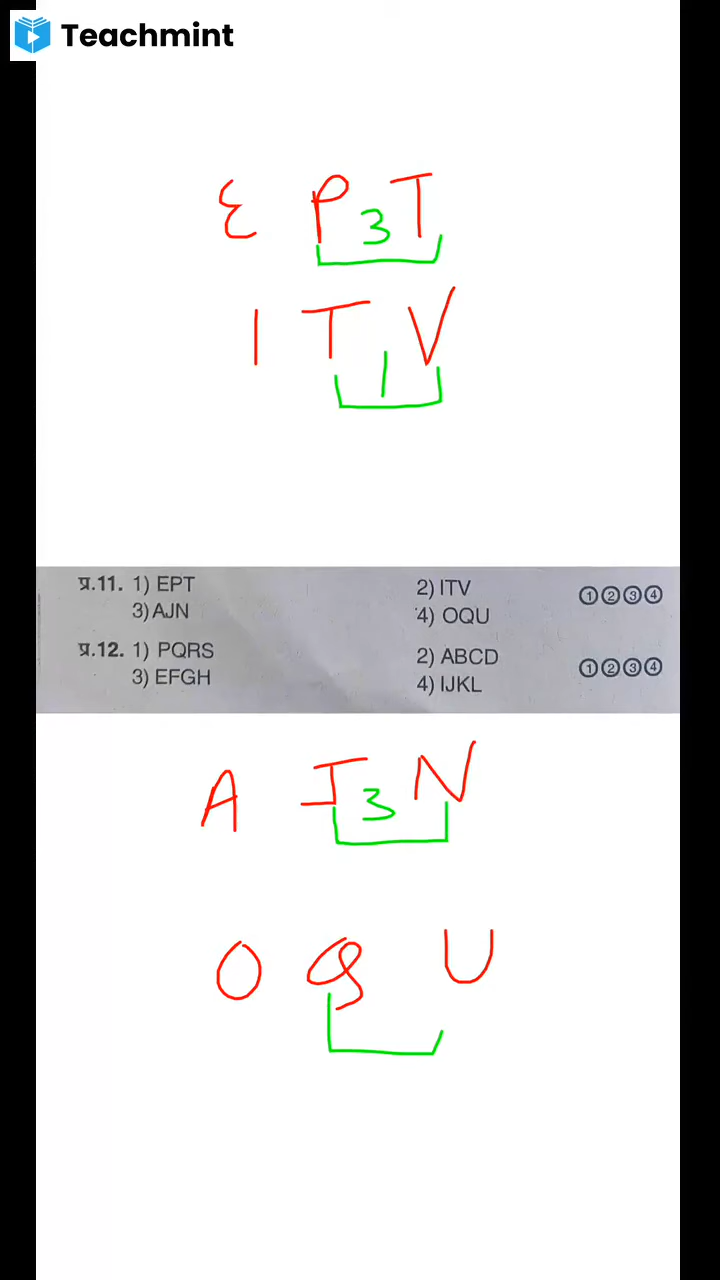 Teachmint
E P 3 T
I T 1 V
प्र.11. 1) EPT 2) ITV ①②③④
3) AJN 4) OQU
प्र.12. 1) PQRS 2) ABCD ①②③④
3) EFGH 4) IJKL
A J 3 N
O Q U